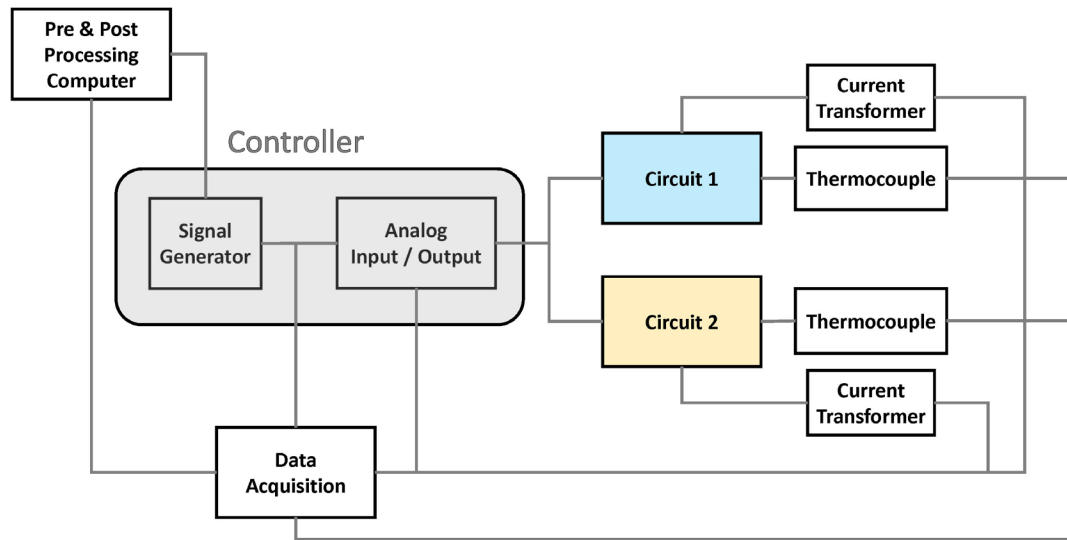 Pre & Post
Processing
Computer
Current
Transformer
Controller
Circuit 1
Thermocouple
Signal
Generator
Analog
Input / Output
Circuit 2
Thermocouple
Current
Transformer
Data
Acquisition